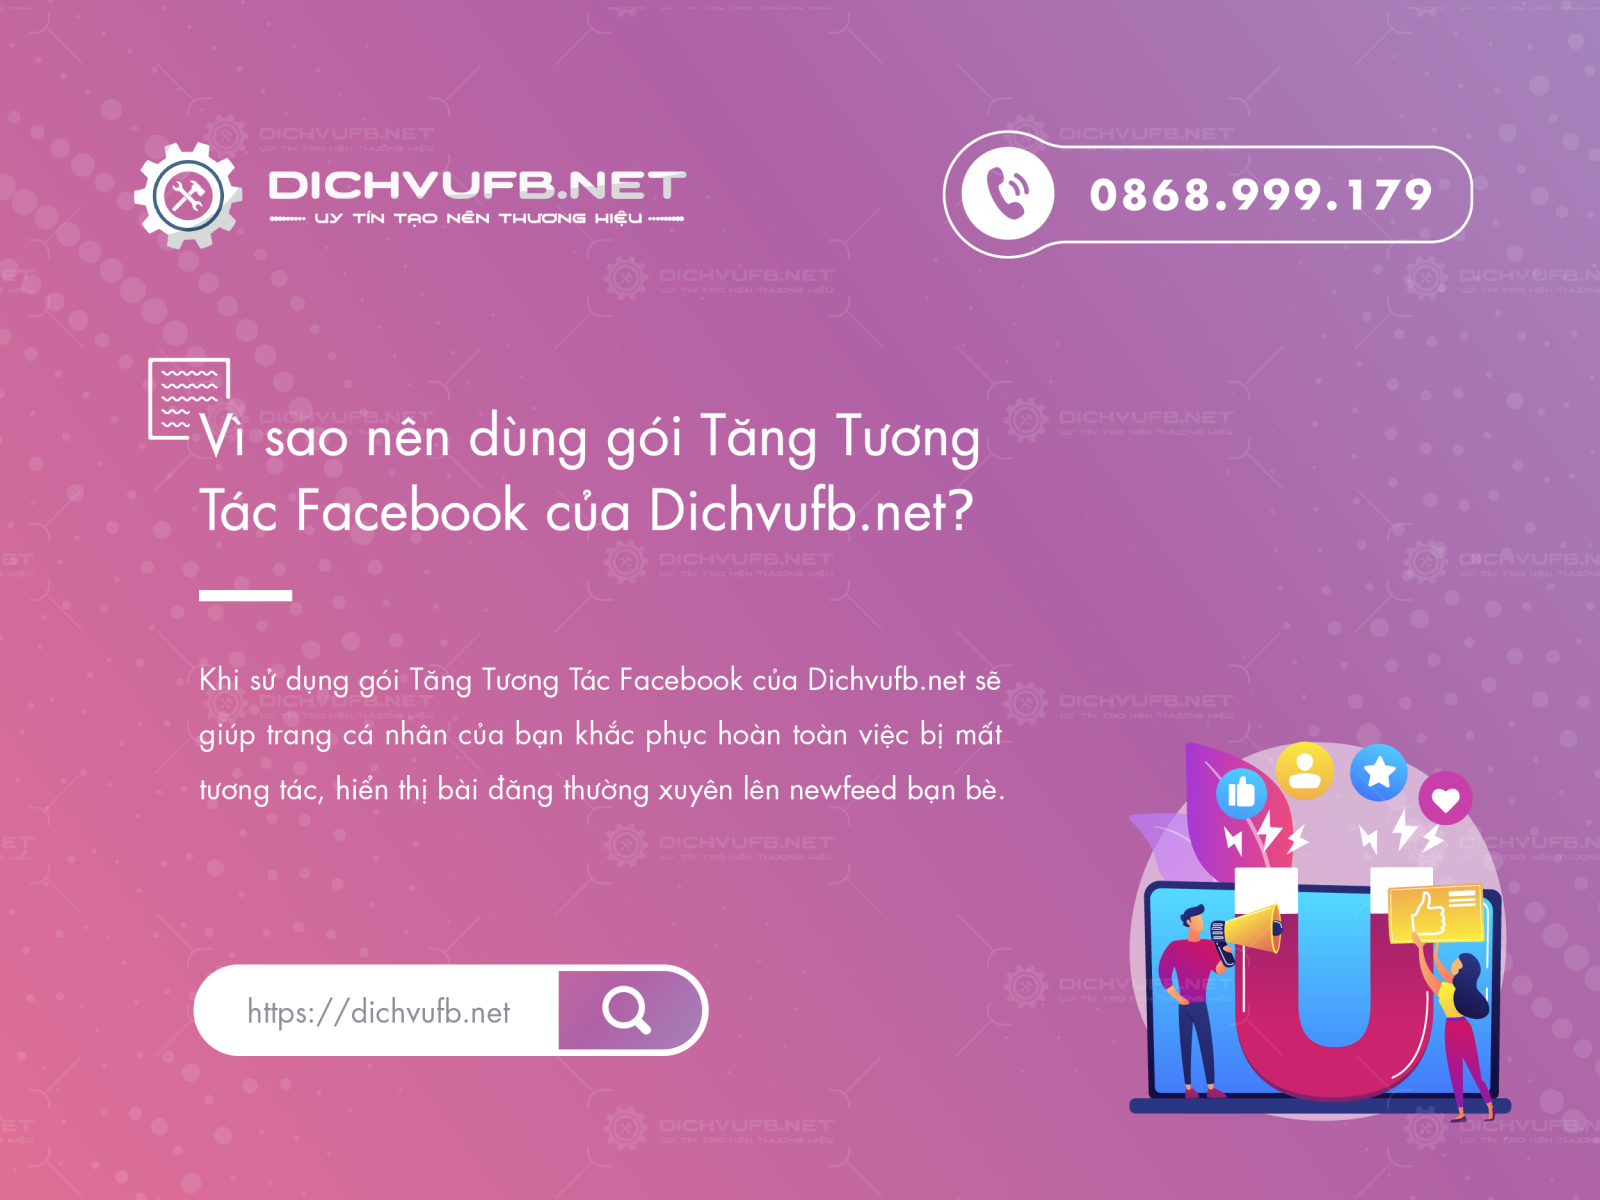 DICHVUFB.NET
UY TÍN TẠO NÊN THƯƠNG HIỆU
0868.999.179
Vì sao nên dùng gói Tăng Tương
Tác Facebook của Dichvufb.net?
Khi sử dụng gói Tăng Tương Tác Facebook của Dichvufb.net sẽ
giúp trang cá nhân của bạn khắc phục hoàn toàn việc bị mất
tương tác, hiển thị bài đăng thường xuyên lên newfeed bạn bè.
https://dichvufb.net